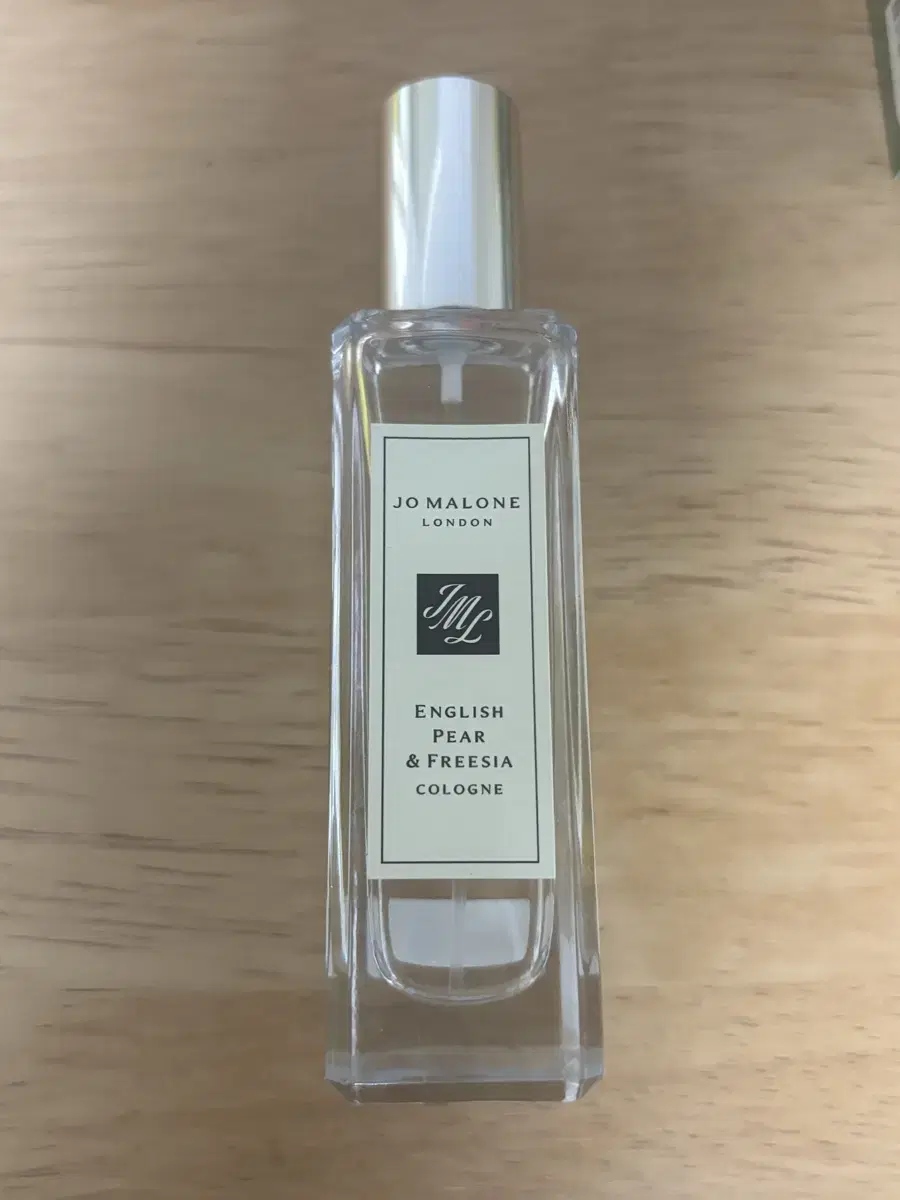 JO MALONE
LONDON
JML
ENGLISH
PEAR
& FREESIA
COLOGNE